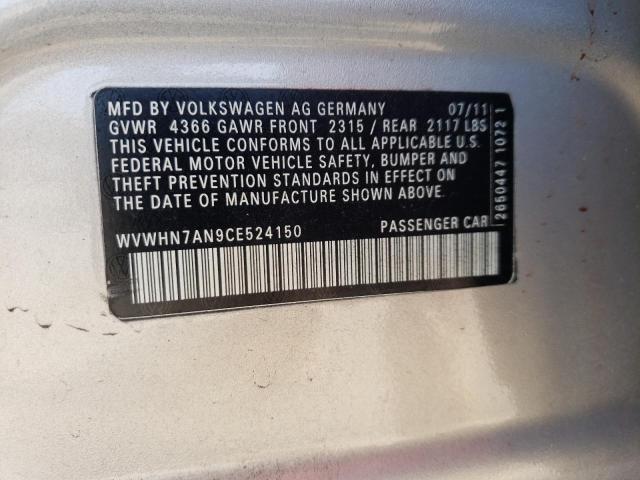 MFD BY VOLKSWAGEN AG GERMANY 07/11
GVWR 4366 GAWR FRONT 2315 / REAR 2117 LBS
THIS VEHICLE CONFORMS TO ALL APPLICABLE U.S.
FEDERAL MOTOR VEHICLE SAFETY, BUMPER AND
THEFT PREVENTION STANDARDS IN EFFECT ON
THE DATE OF MANUFACTURE SHOWN ABOVE.
WVWHN7AN9CE524150 PASSENGER CAR
2650447 1072 1